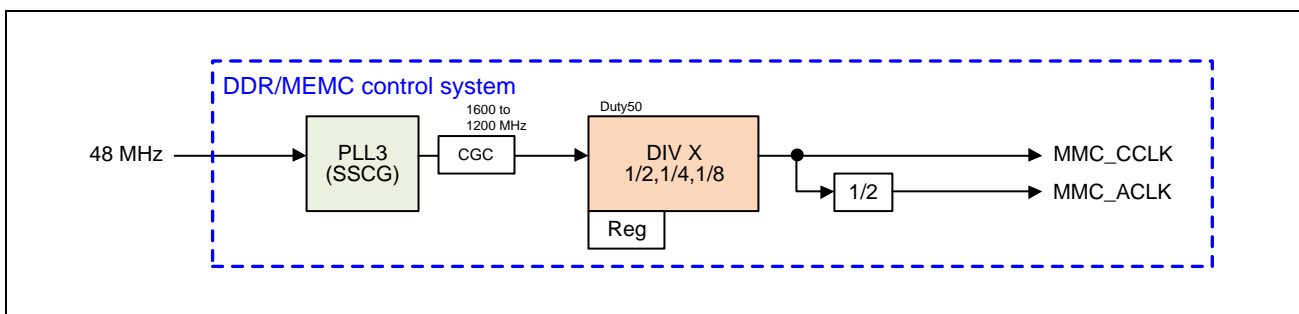 DDR/MEMC control system
1600 to
1200 MHz
Duty50
48 MHz
PLL3
(SSCG)
CGC
DIV X
1/2,1/4,1/8
Reg
MMC_CCLK
1/2
MMC_ACLK